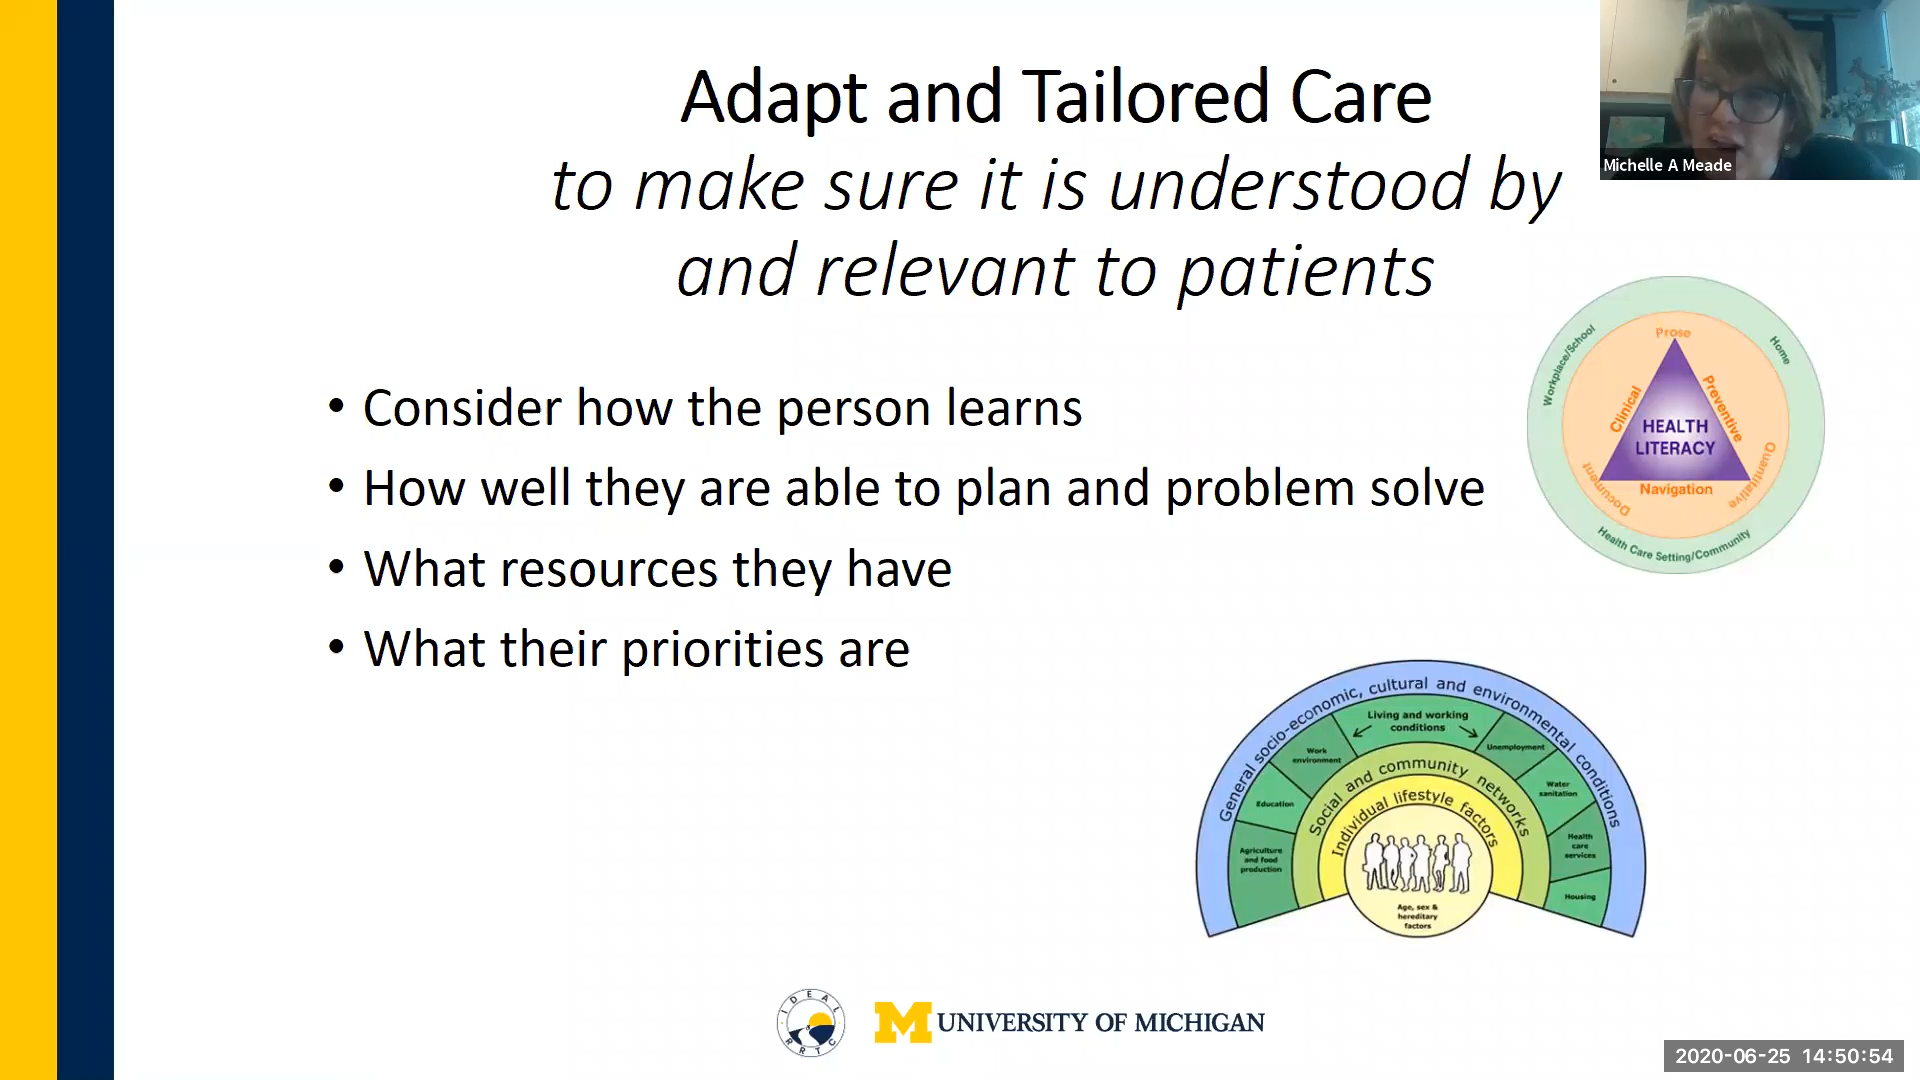 Adapt and Tailored Care
to make sure it is understood by
and relevant to patients
Michelle A Meade
• Consider how the person learns
• How well they are able to plan and problem solve
• What resources they have
• What their priorities are
Workplace/School
Home
Health Care Setting/Community
Prose
Document
Quantitative
Clinical
Preventive
Navigation
HEALTH
LITERACY
General socio-economic, cultural and environmental conditions
Living and working
conditions
Work
environment
Unemployment
Education
Water
sanitation
Agriculture
and food
production
Health
care
services
Housing
Social and community networks
Individual lifestyle factors
Age, sex &
hereditary
factors
IDEAL
RRTC
M UNIVERSITY OF MICHIGAN
2020-06-25 14:50:54